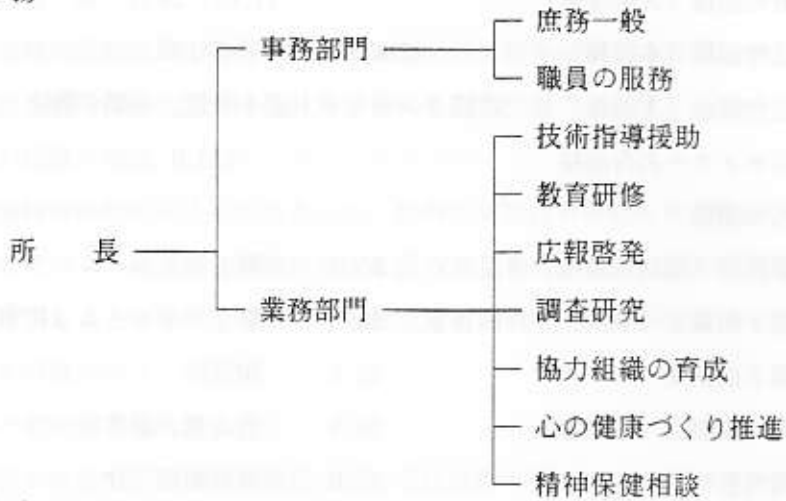 庶務一般
事務部門
職員の服務
技術指導援助
教育研修
所長
広報啓発
業務部門
調査研究
協力組織の育成
心の健康づくり推進
精神保健相談